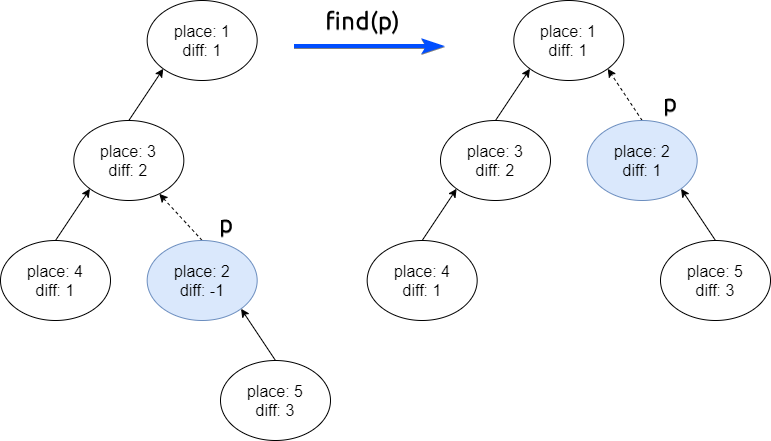 place: 1
diff: 1
place: 3
diff: 2
p
place: 4
diff: 1
place: 2
diff: -1
place: 5
diff: 3
find(p)
place: 1
diff: 1
p
place: 3
diff: 2
place: 2
diff: 1
place: 4
diff: 1
place: 5
diff: 3